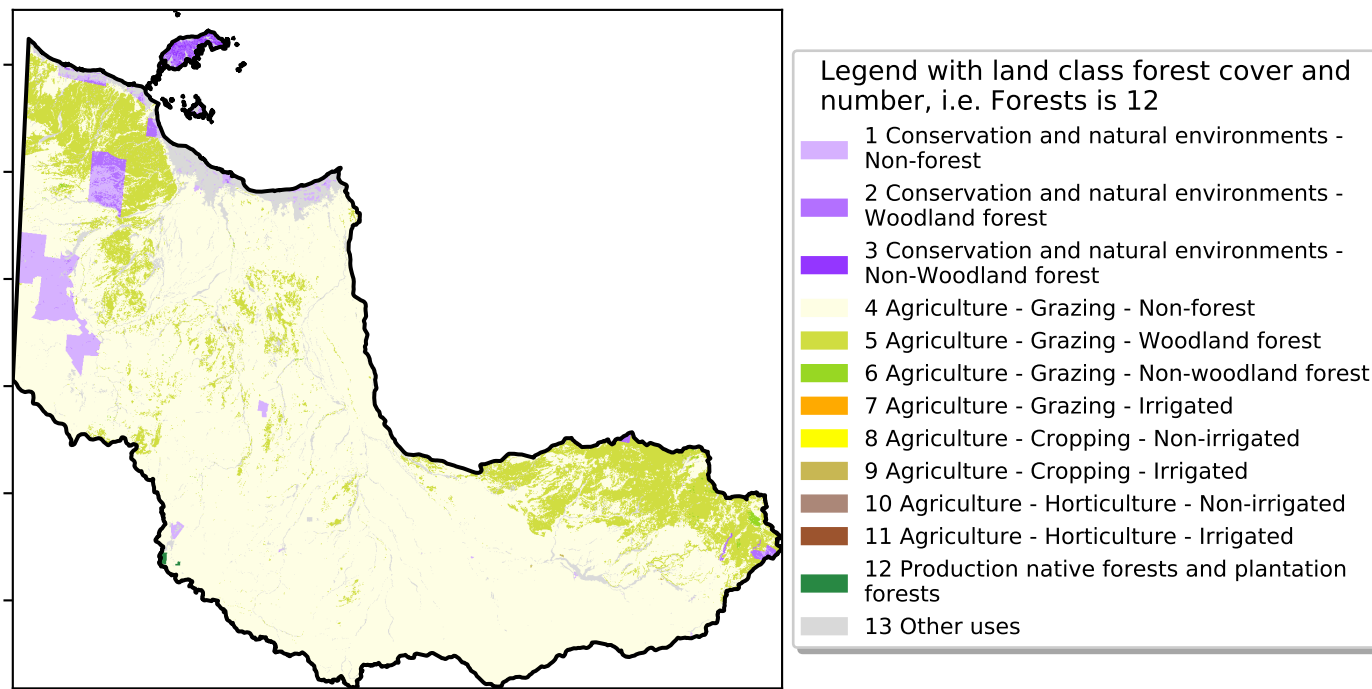 Legend with land class forest cover and
number, i.e. Forests is 12
1 Conservation and natural environments -
Non-forest
2 Conservation and natural environments -
Woodland forest
3 Conservation and natural environments -
Non-Woodland forest
4 Agriculture - Grazing - Non-forest
5 Agriculture - Grazing - Woodland forest
6 Agriculture - Grazing - Non-woodland forest
7 Agriculture - Grazing - Irrigated
8 Agriculture - Cropping - Non-irrigated
9 Agriculture - Cropping - Irrigated
10 Agriculture - Horticulture - Non-irrigated
11 Agriculture - Horticulture - Irrigated
12 Production native forests and plantation
forests
13 Other uses